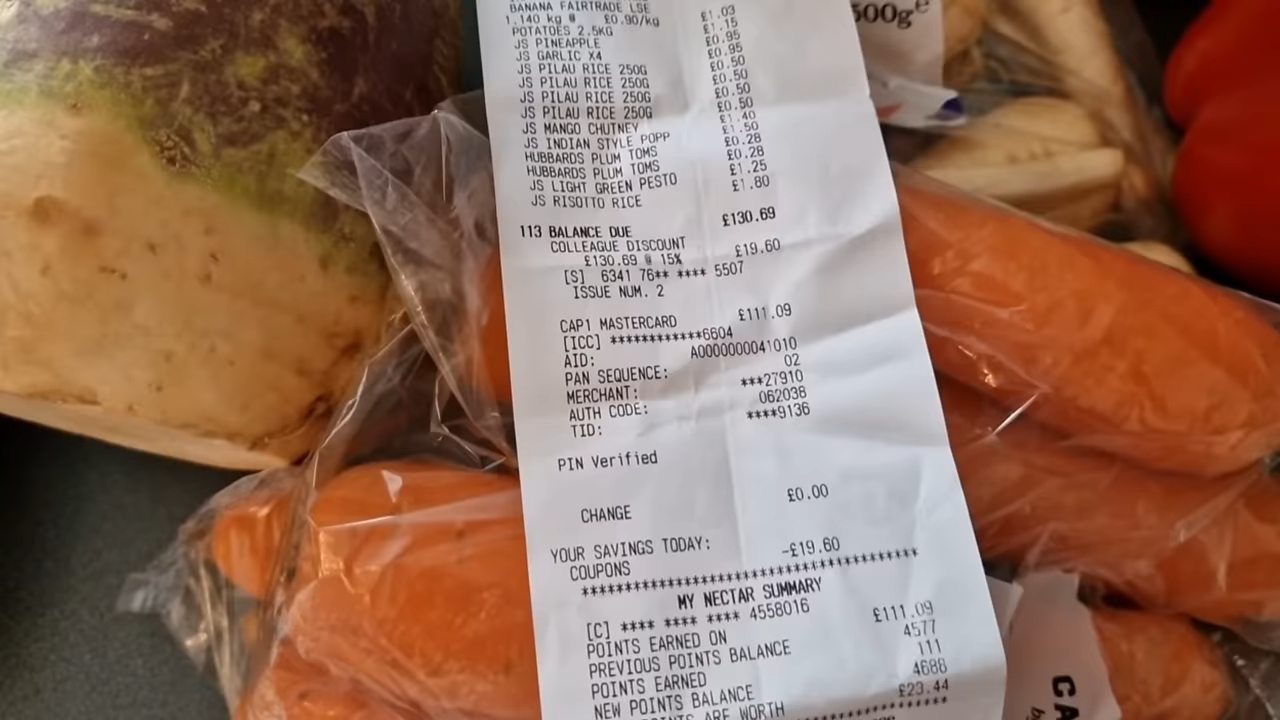 BANANA FAIRTRADE LSE
1.140 kg @ £0.90/kg £1.03
POTATOES 2.5KG £1.15
JS PINEAPPLE £0.95
JS GARLIC X4 £0.95
JS PILAU RICE 250G £0.50
JS PILAU RICE 250G £0.50
JS PILAU RICE 250G £0.50
JS PILAU RICE 250G £0.50
JS MANGO CHUTNEY £1.40
JS INDIAN STYLE POPP £1.50
HUBBARDS PLUM TOMS £0.28
HUBBARDS PLUM TOMS £0.28
JS LIGHT GREEN PESTO £1.25
JS RISOTTO RICE £1.80
113 BALANCE DUE £130.69
COLLEAGUE DISCOUNT
£130.69 @ 15% £19.60
[S] 6341 76** **** 5507
ISSUE NUM. 2
CAP1 MASTERCARD £111.09
[ICC] ************6604
AID: A0000000041010
PAN SEQUENCE: 02
MERCHANT: ***27910
AUTH CODE: 062038
TID: ****9136
PIN Verified
CHANGE £0.00
YOUR SAVINGS TODAY:
COUPONS -£19.60
************************************
MY NECTAR SUMMARY
[C] **** **** **** 4558016
POINTS EARNED ON £111.09
PREVIOUS POINTS BALANCE 4577
POINTS EARNED 111
NEW POINTS BALANCE 4688
POINTS ARE WORTH £23.44
500g e
CA